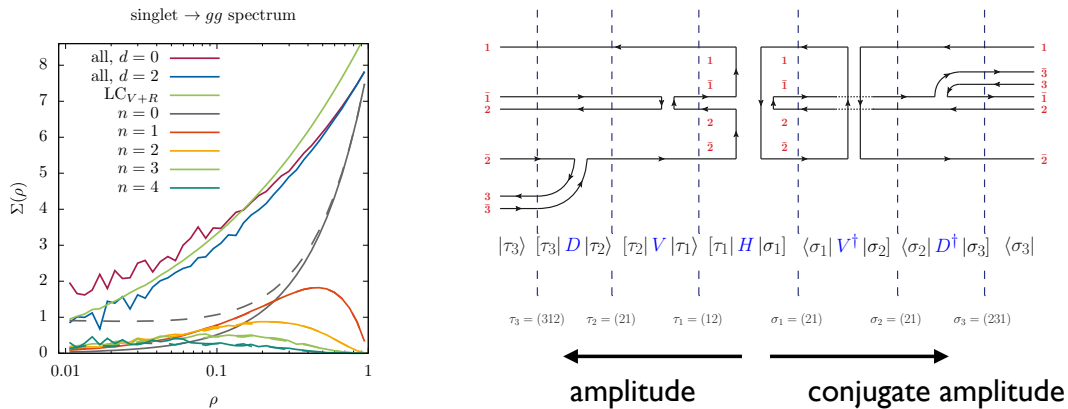 singlet → gg spectrum
all, d = 0
all, d = 2
LC_{V+R}
n = 0
n = 1
n = 2
n = 3
n = 4
Σ(ρ)
8
7
6
5
4
3
2
1
0
0.01 0.1 1
ρ
1 1 1 1
1̄ 1̄ 3̄
3
1̄ 1̄
2 2 2 2
2̄ 2̄ 2̄ 2̄
3
3̄
|τ₃⟩ [τ₃| D |τ₂⟩ [τ₂| V |τ₁⟩ [τ₁| H |σ₁] ⟨σ₁| V† |σ₂] ⟨σ₂| D† |σ₃] ⟨σ₃|
τ₃ = (312) τ₂ = (21) τ₁ = (12) σ₁ = (21) σ₂ = (21) σ₃ = (231)
amplitude conjugate amplitude